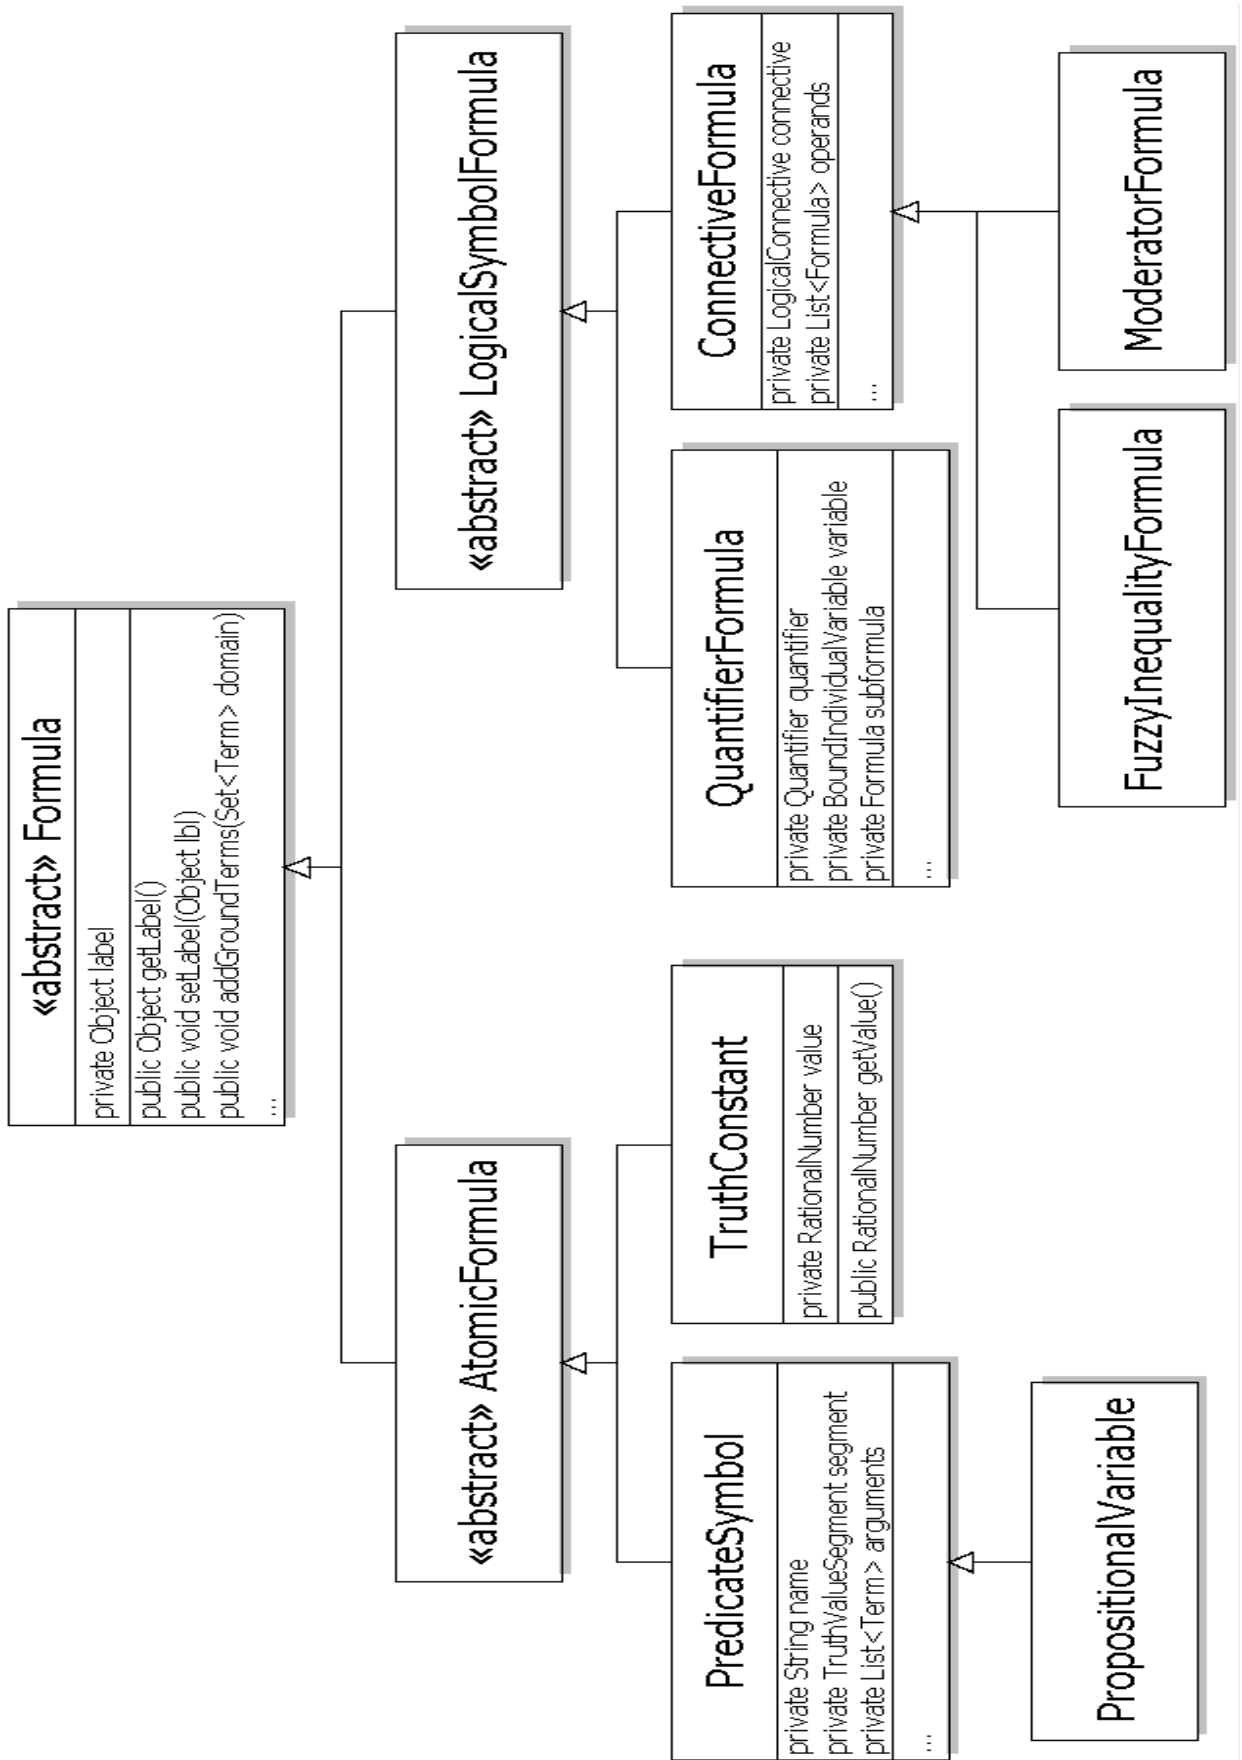 «abstract» Formula
private Object label
public Object getLabel()
public void setLabel(Object lbl)
public void addGroundTerms(Set<Term> domain)
...
«abstract» AtomicFormula
«abstract» LogicalSymbolFormula
PredicateSymbol
private String name
private TruthValueSegment segment
private List<Term> arguments
...
TruthConstant
private RationalNumber value
public RationalNumber getValue()
QuantifierFormula
private Quantifier quantifier
private BoundIndividualVariable variable
private Formula subformula
...
ConnectiveFormula
private LogicalConnective connective
private List<Formula> operands
...
PropositionalVariable
FuzzyInequalityFormula
ModeratorFormula